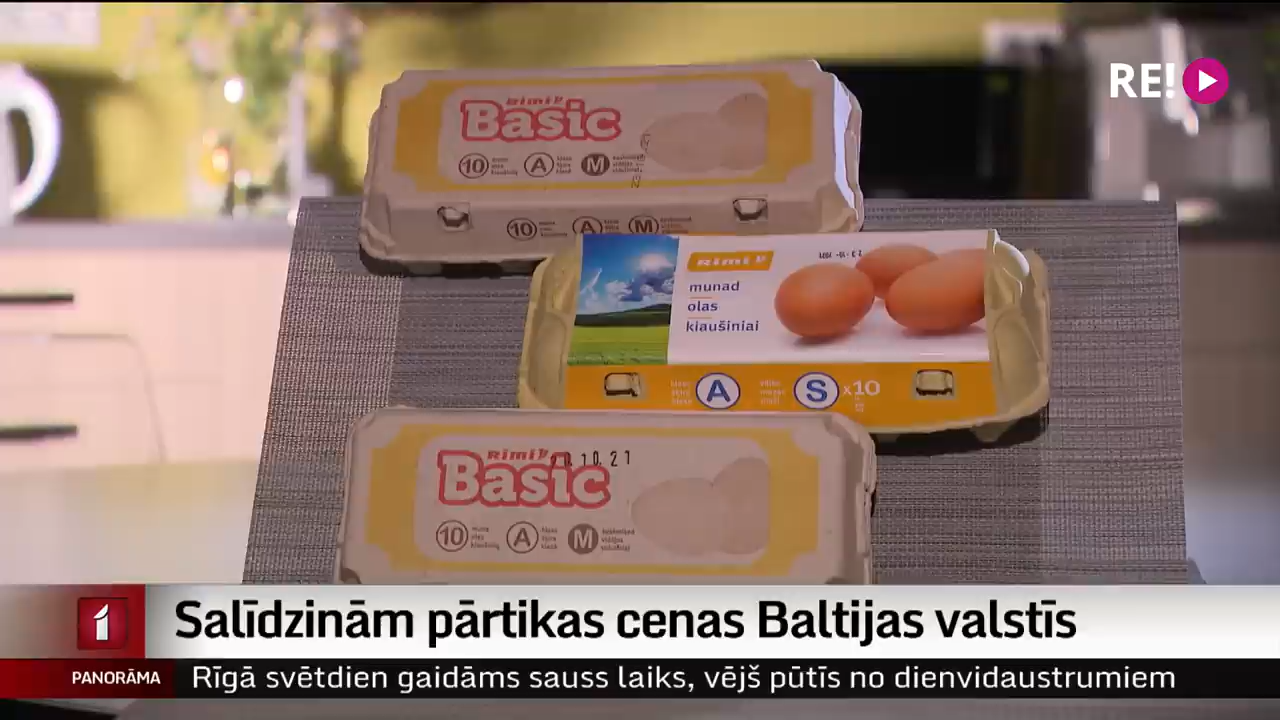 RE!
Rimi
Basic
10 A M
10 A M
Rimi
munad
olas
kiaušiniai
A S x10
Rimi
10.21
Basic
10 A M
1
Salīdzinām pārtikas cenas Baltijas valstīs
PANORĀMA
Rīgā svētdien gaidāms sauss laiks, vējš pūtīs no dienvidaustrumiem